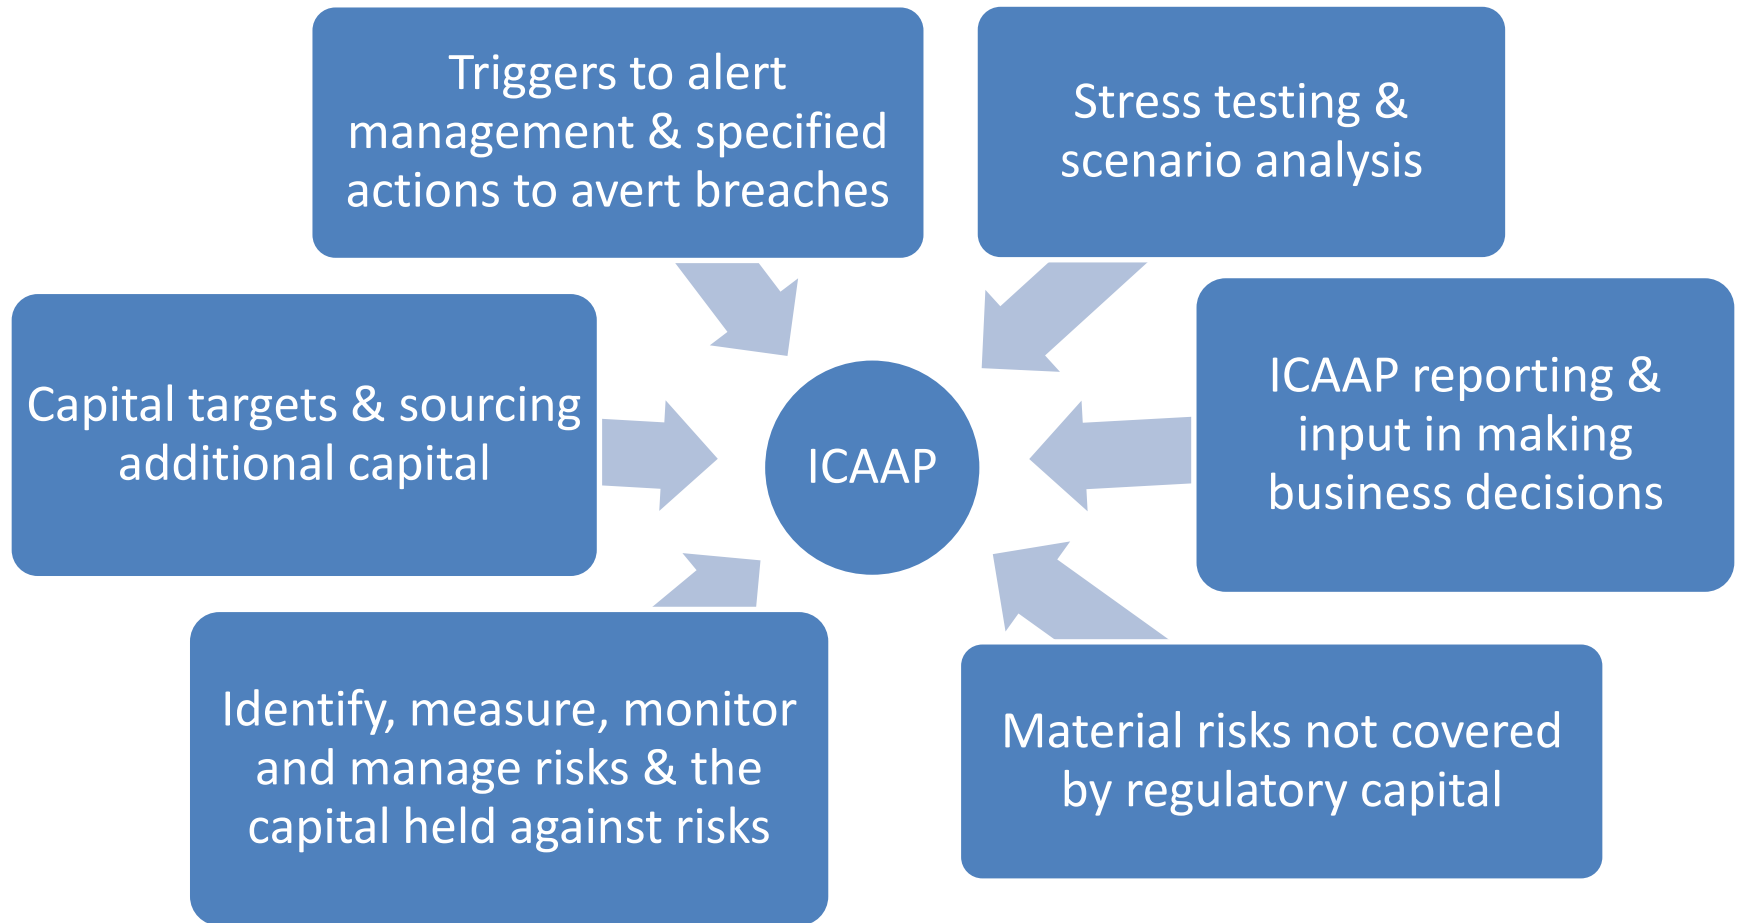 Triggers to alert
management & specified
actions to avert breaches
Stress testing &
scenario analysis
Capital targets & sourcing
additional capital
ICAAP
ICAAP reporting &
input in making
business decisions
Identify, measure, monitor
and manage risks & the
capital held against risks
Material risks not covered
by regulatory capital